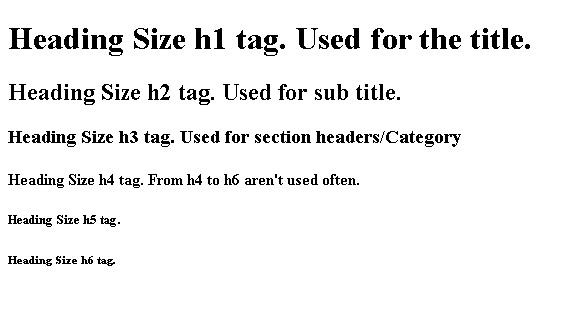 Heading Size h1 tag. Used for the title.
Heading Size h2 tag. Used for sub title.
Heading Size h3 tag. Used for section headers/Category
Heading Size h4 tag. From h4 to h6 aren't used often.
Heading Size h5 tag.
Heading Size h6 tag.